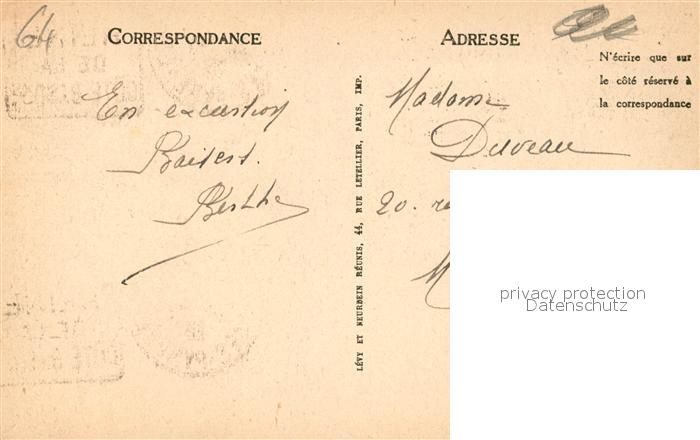 64
CORRESPONDANCE
En excursion
Baisers.
Berthe
LÉVY ET NEURDEIN RÉUNIS, 44, RUE LETELLIER, PARIS, IMP.
ADRESSE
N'écrire que sur
le côté réservé à
la correspondance
Madame
Duveau
20. r
M
privacy protection
Datenschutz